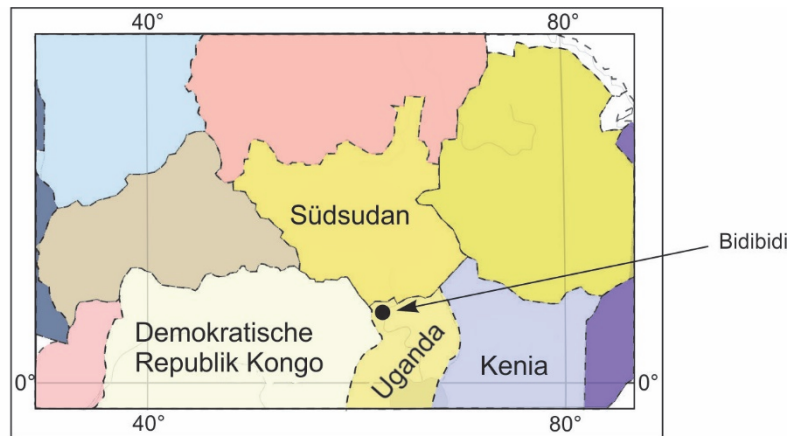 40°
80°
Südsudan
Bidibidi
Demokratische
Republik Kongo
Uganda
Kenia
0°
0°
40°
80°